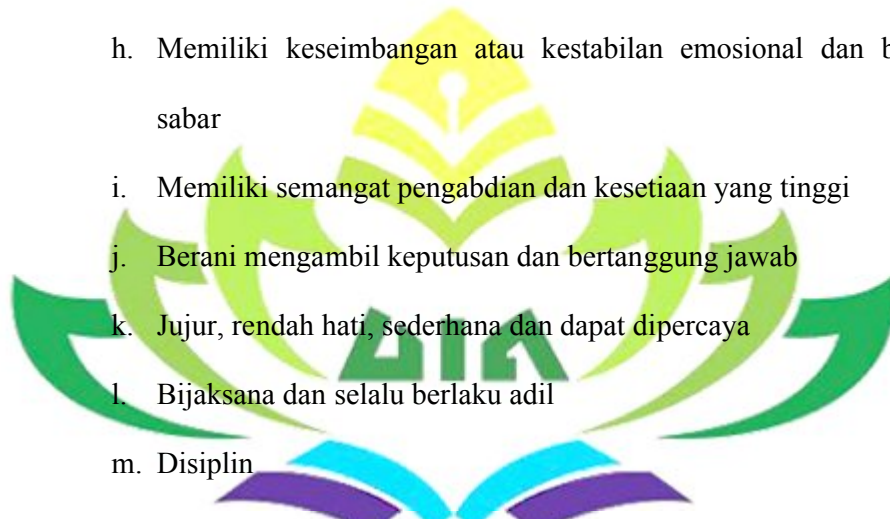 h. Memiliki keseimbangan atau kestabilan emosional dan
sabar
i. Memiliki semangat pengabdian dan kesetiaan yang tinggi
j. Berani mengambil keputusan dan bertanggung jawab
k. Jujur, rendah hati, sederhana dan dapat dipercaya
l. Bijaksana dan selalu berlaku adil
m. Disiplin